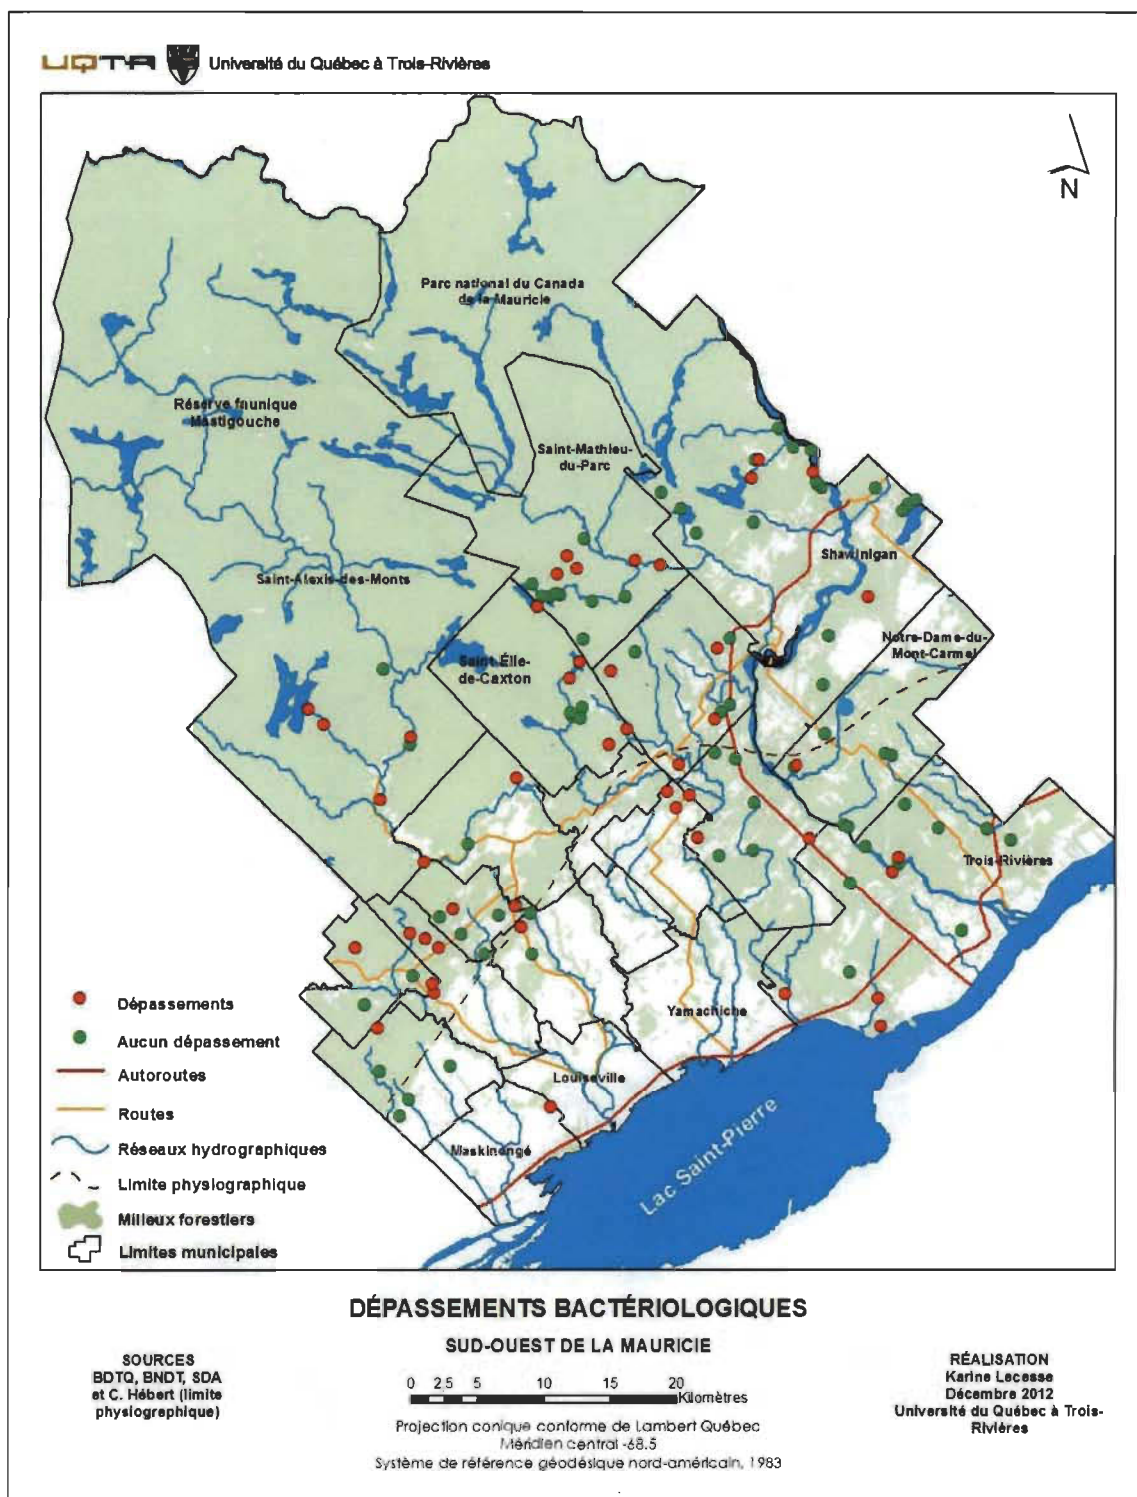 UQTR Université du Québec à Trois-Rivières
N
Parc national du Canada
de la Mauricie
Réserve faunique
Mastigouche
Saint-Mathieu-
du-Parc
Shawinigan
Saint-Alexis-des-Monts
Notre-Dame-du-
Mont-Carmel
Saint-Élie-
de-Caxton
Trois-Rivières
Yamachiche
Louiseville
Maskinongé
Lac Saint-Pierre
Dépassements
Aucun dépassement
Autoroutes
Routes
Réseaux hydrographiques
Limite physiographique
Milieux forestiers
Limites municipales
DÉPASSEMENTS BACTÉRIOLOGIQUES
SUD-OUEST DE LA MAURICIE
SOURCES
BDTQ, BNDT, SDA
et C. Hébert (limite
physiographique)
0 2,5 5 10 15 20
Kilomètres
Projection conique conforme de Lambert Québec
Méridien central -68.5
Système de référence géodésique nord-américain, 1983
RÉALISATION
Karine Lacasse
Décembre 2012
Université du Québec à Trois-
Rivières